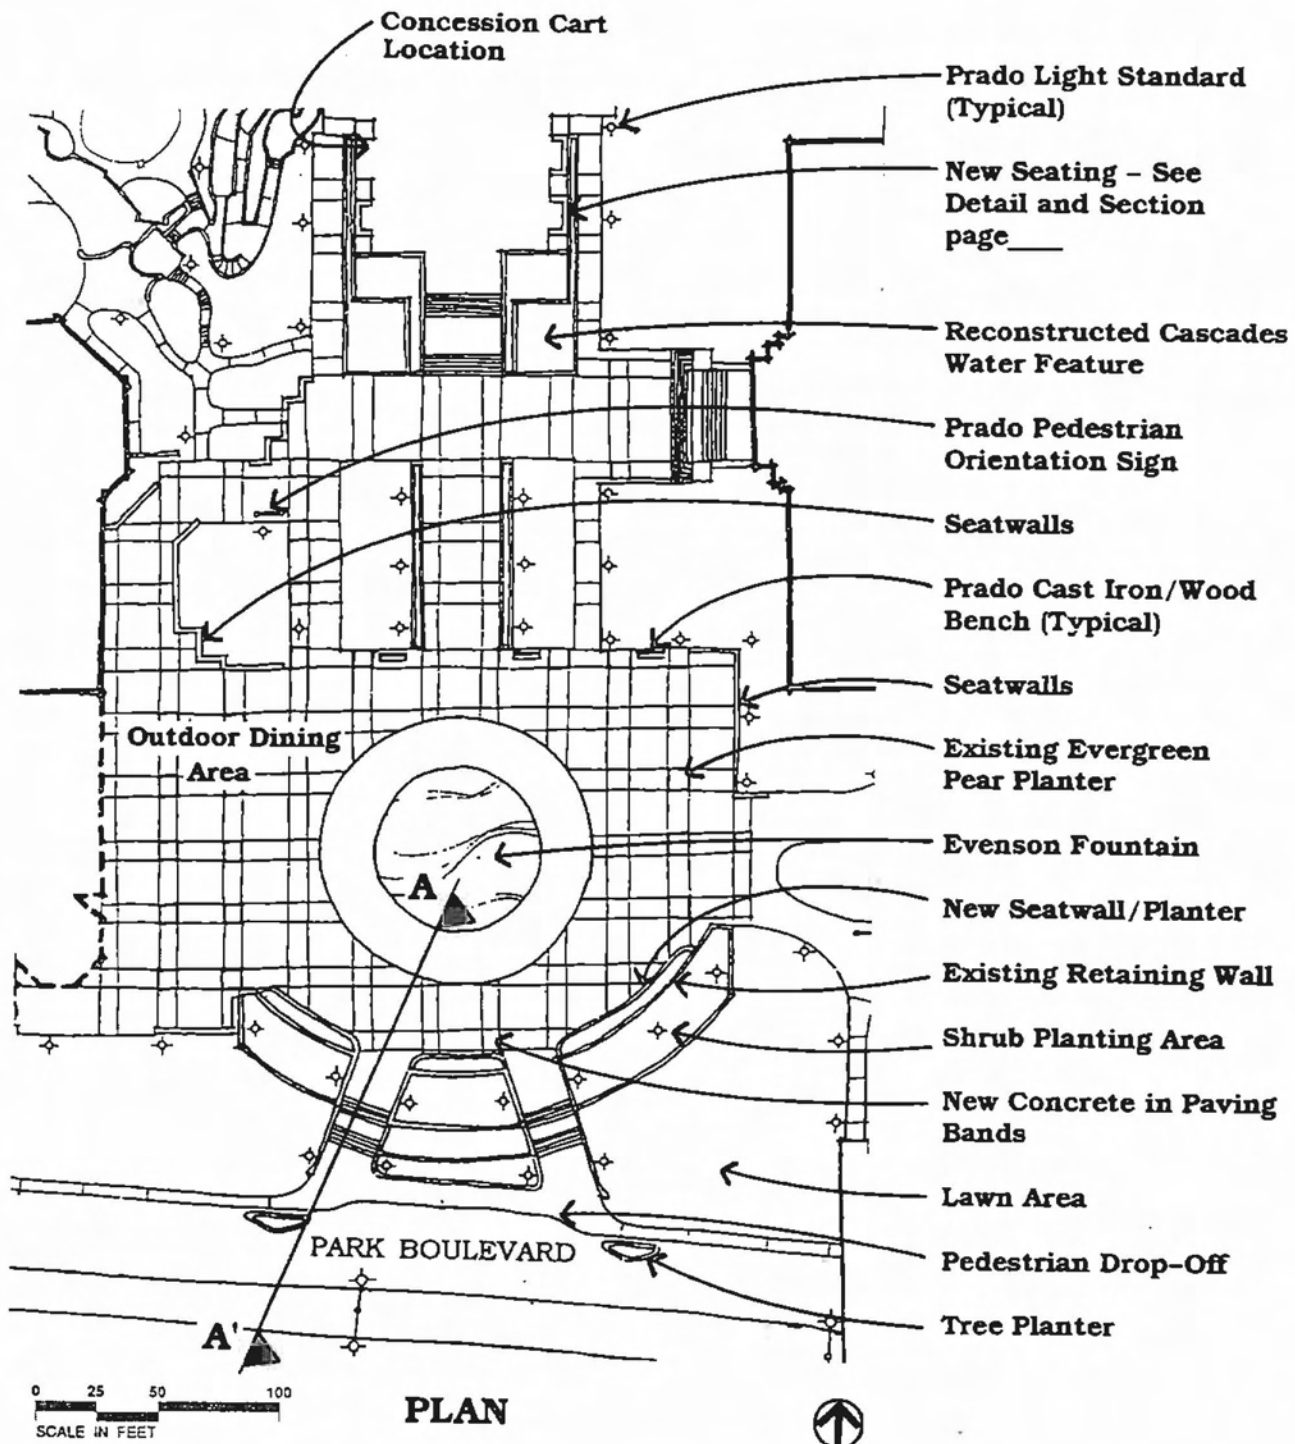 Concession Cart
Location
Prado Light Standard
(Typical)
New Seating – See
Detail and Section
page____
Reconstructed Cascades
Water Feature
Prado Pedestrian
Orientation Sign
Seatwalls
Prado Cast Iron/Wood
Bench (Typical)
Seatwalls
Outdoor Dining
Area
Existing Evergreen
Pear Planter
Evenson Fountain
A
New Seatwall/Planter
Existing Retaining Wall
Shrub Planting Area
New Concrete in Paving
Bands
Lawn Area
PARK BOULEVARD
Pedestrian Drop-Off
Tree Planter
A'
0 25 50 100
SCALE IN FEET
PLAN